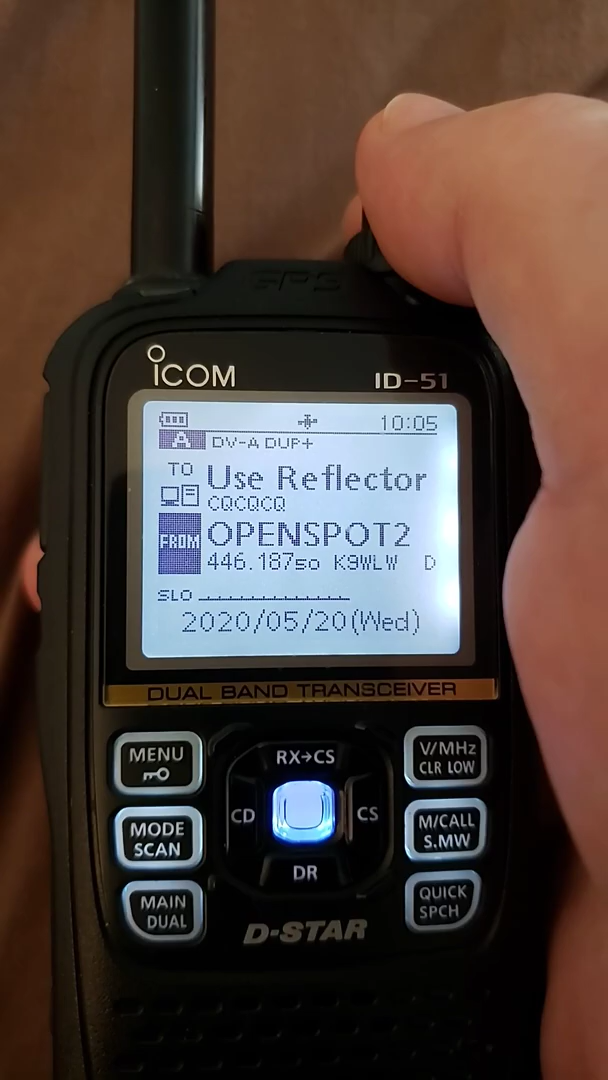 GPS
ICOM
ID-51
10:05
A DV-A DUP+
TO Use Reflector
CQCQCQ
FROM OPENSPOT2
446.18750 K9WLW D
SLO
2020/05/20(Wed)
DUAL BAND TRANSCEIVER
MENU
RX→CS
V/MHz
CLR LOW
MODE
SCAN
CD
CS
M/CALL
S.MW
MAIN
DUAL
DR
QUICK
SPCH
D-STAR